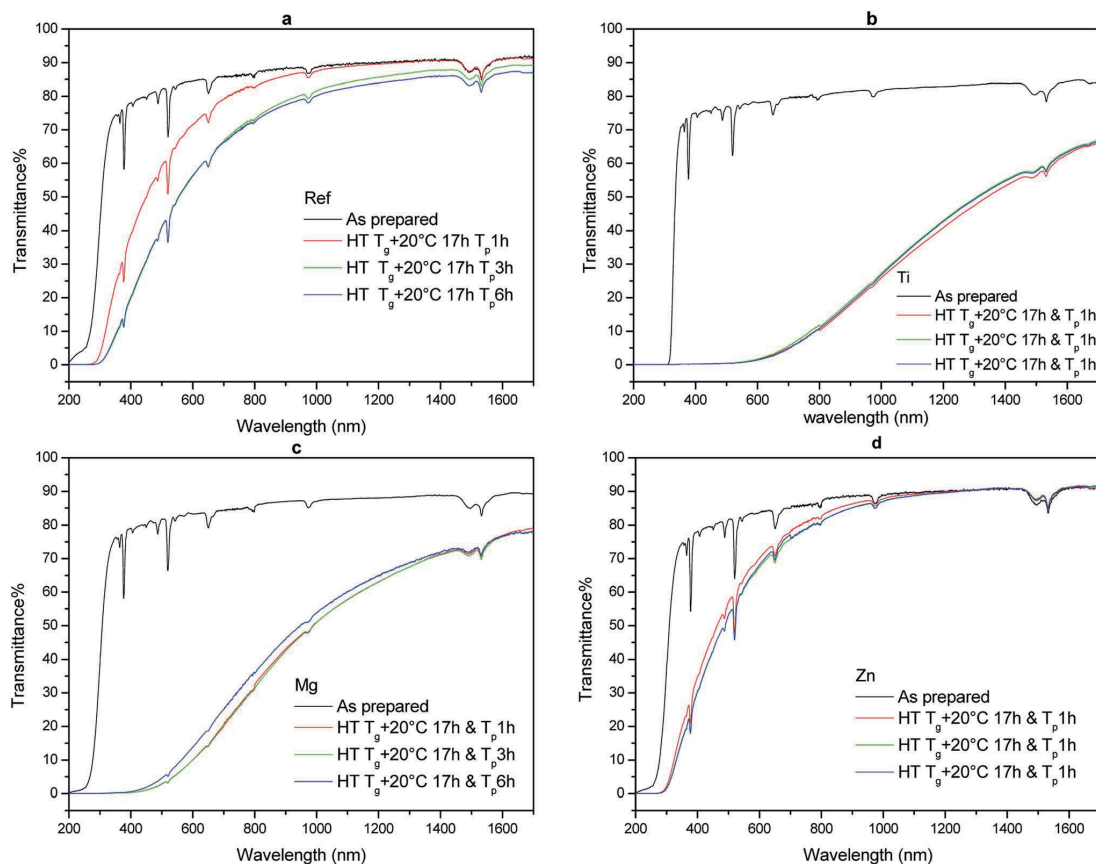 a
100
90
80
70
60
50
40
30
20
10
0
Transmittance%
Ref
As prepared
HT Tg+20°C 17h Tp1h
HT Tg+20°C 17h Tp3h
HT Tg+20°C 17h Tp6h
200 400 600 800 1000 1200 1400 1600
Wavelength (nm)
b
100
90
80
70
60
50
40
30
20
10
0
Transmittance%
Ti
As prepared
HT Tg+20°C 17h & Tp1h
HT Tg+20°C 17h & Tp1h
HT Tg+20°C 17h & Tp1h
200 400 600 800 1000 1200 1400 1600
wavelength (nm)
c
100
90
80
70
60
50
40
30
20
10
0
Transmittance%
Mg
As prepared
HT Tg+20°C 17h & Tp1h
HT Tg+20°C 17h & Tp3h
HT Tg+20°C 17h & Tp6h
200 400 600 800 1000 1200 1400 1600
Wavelength (nm)
d
100
90
80
70
60
50
40
30
20
10
0
Transmittance%
Zn
As prepared
HT Tg+20°C 17h & Tp1h
HT Tg+20°C 17h & Tp1h
HT Tg+20°C 17h & Tp1h
200 400 600 800 1000 1200 1400 1600
Wavelength (nm)